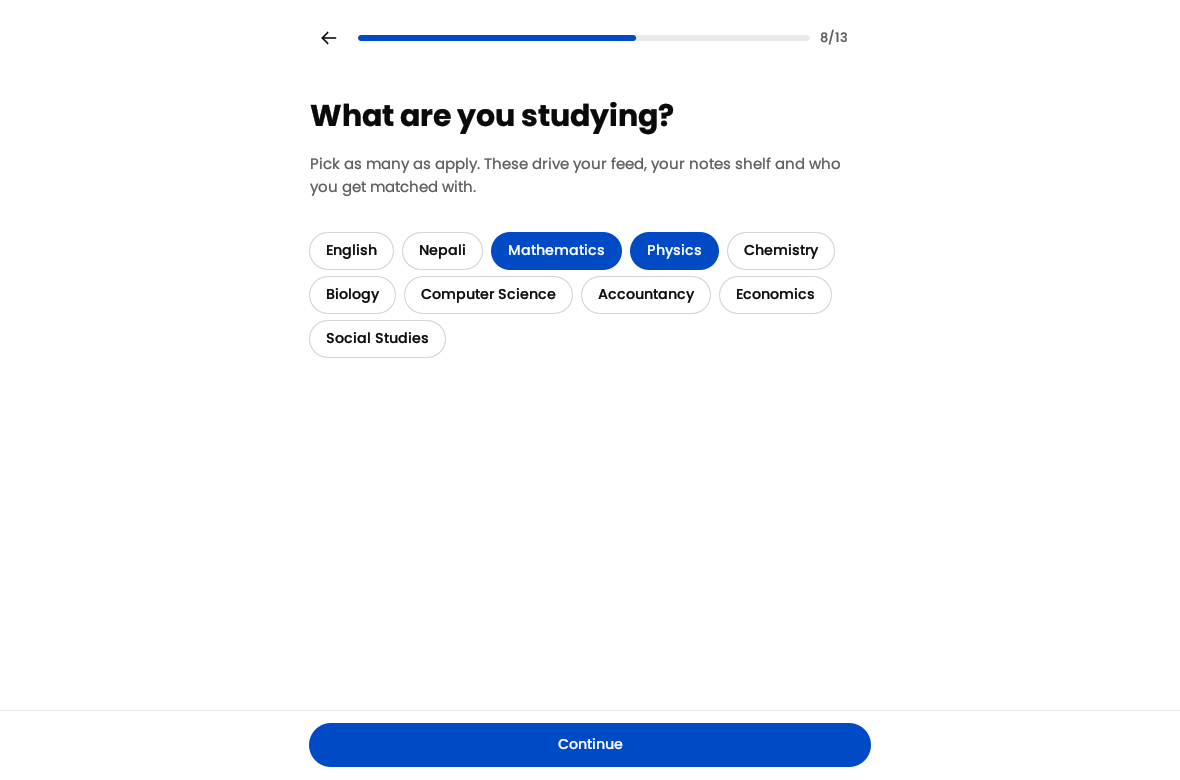 8/13
What are you studying?
Pick as many as apply. These drive your feed, your notes shelf and who
you get matched with.
English Nepali Mathematics Physics Chemistry
Biology Computer Science Accountancy Economics
Social Studies
Continue